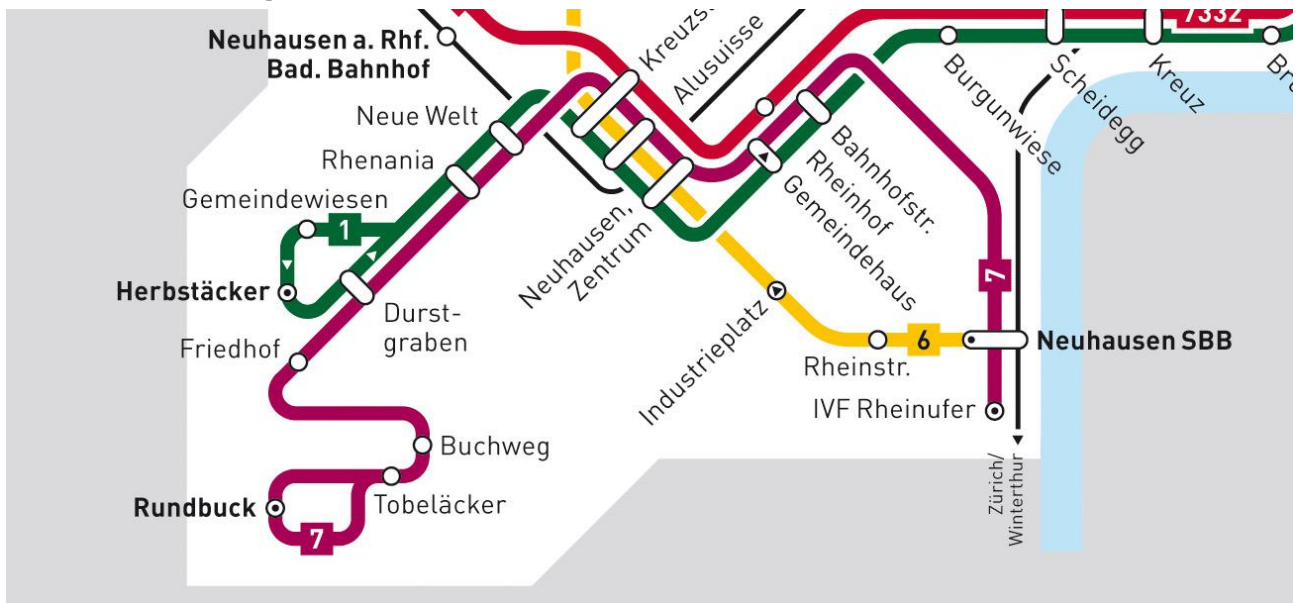 7332
Neuhausen a. Rhf.
Bad. Bahnhof
Alusuisse
Burgunwiese
Scheidegg
Kreuz
Neue Welt
Rhenania
Gemeindewiesen
1
Herbstäcker
Durst-
graben
Friedhof
Neuhausen,
Zentrum
Bahnhofstr.
Rheinhof
Gemeindehaus
Industrieplatz
7
6
Neuhausen SBB
Rheinstr.
IVF Rheinufer
Zürich/
Winterthur
Buchweg
Tobeläcker
Rundbuck
7